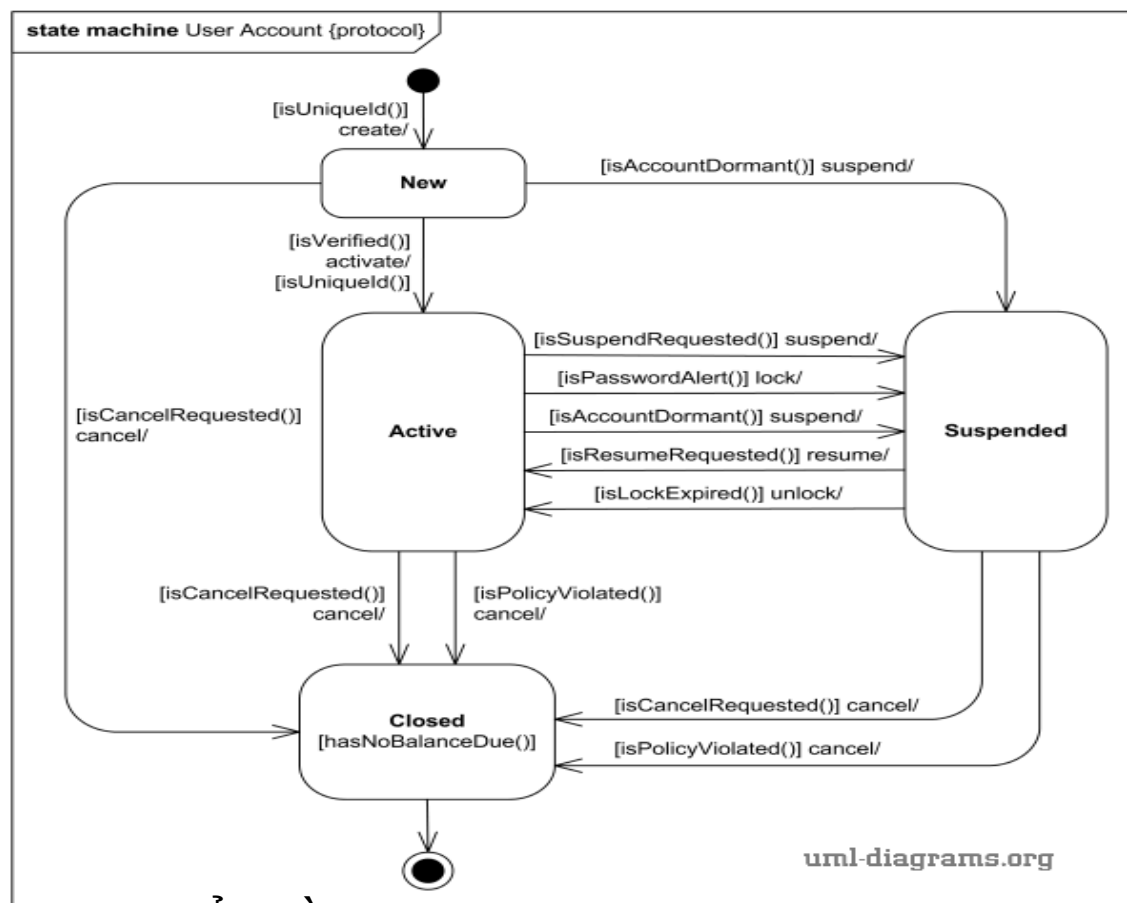 state machine User Account {protocol}
[isUniqueId()]
create/
New
[isAccountDormant()] suspend/
[isVerified()]
activate/
[isUniqueId()]
[isSuspendRequested()] suspend/
[isPasswordAlert() lock/
[isCancelRequested()]
cancel/
[isAccountDormant()] suspend/
Active
Suspended
[isResumeRequested() resume/
[isLockExpired()] unlock/
[isCancelRequested()]
cancel/
[isPolicyViolated()]
cancel/
Closed
[hasNoBalanceDue()]
[isCancelRequested()] cancel/
[isPolicyViolated()] cancel/
uml-diagrams.org